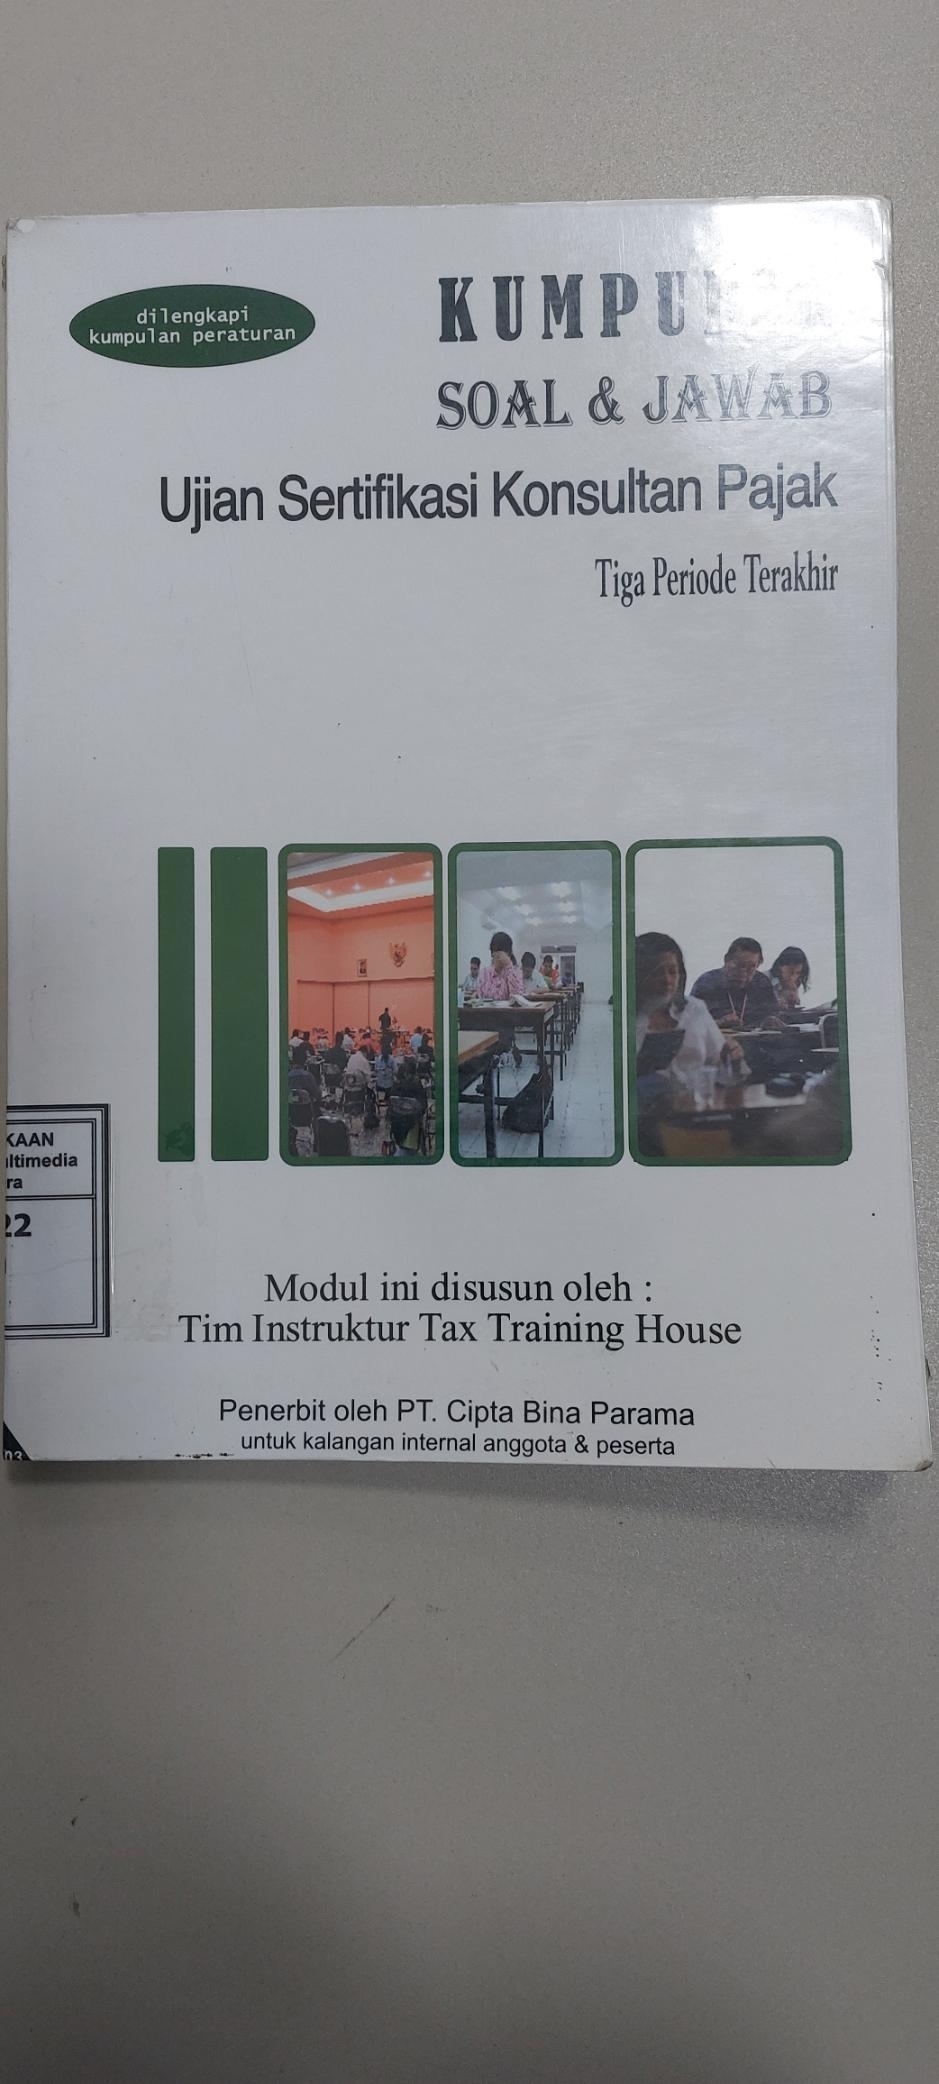 dilengkapi
kumpulan peraturan
SOAL & JAWAB
Ujian Sertifikasi Konsultan Pajak
Tiga Periode Terakhir
KAAN
ltimedia
ra
22
Modul ini disusun oleh :
Tim Instruktur Tax Training House
Penerbit oleh PT. Cipta Bina Parama
untuk kalangan internal anggota & peserta